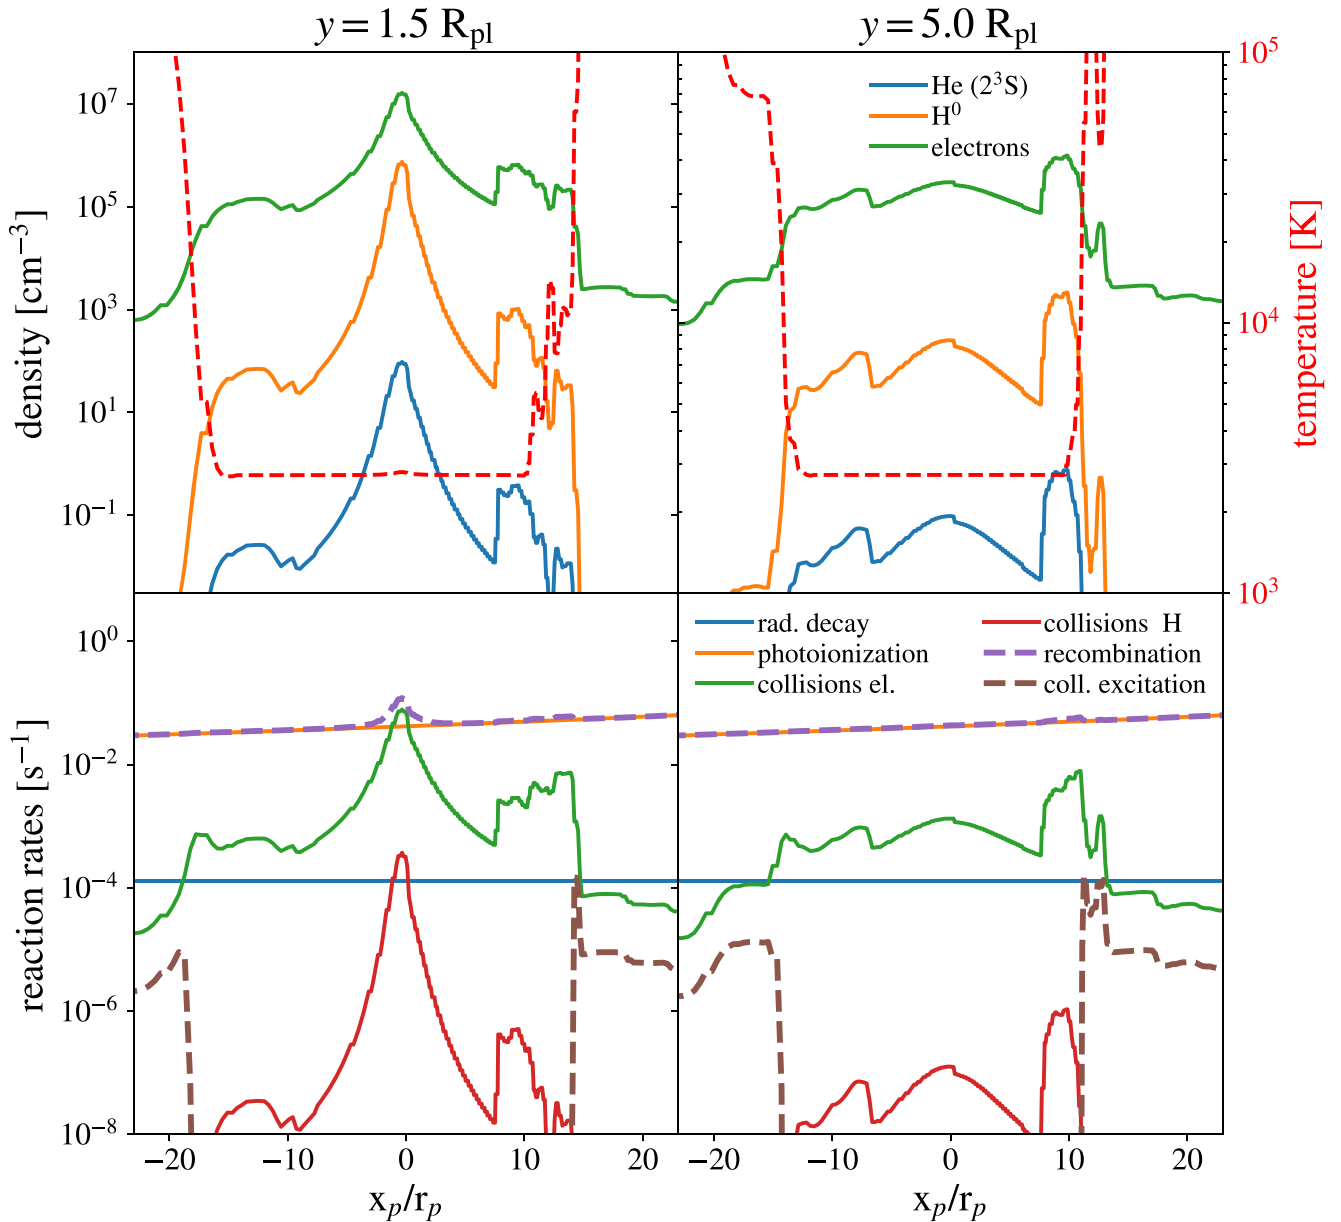 y = 1.5 R_pl
y = 5.0 R_pl
10^7
10^5
10^3
10^1
10^−1
density [cm^−3]
He (2^3S)
H^0
electrons
10^5
10^4
10^3
temperature [K]
10^0
10^−2
10^−4
10^−6
10^−8
reaction rates [s^−1]
rad. decay
photoionization
collisions el.
collisions H
recombination
coll. excitation
−20 −10 0 10 20
−20 −10 0 10 20
x_p/r_p
x_p/r_p